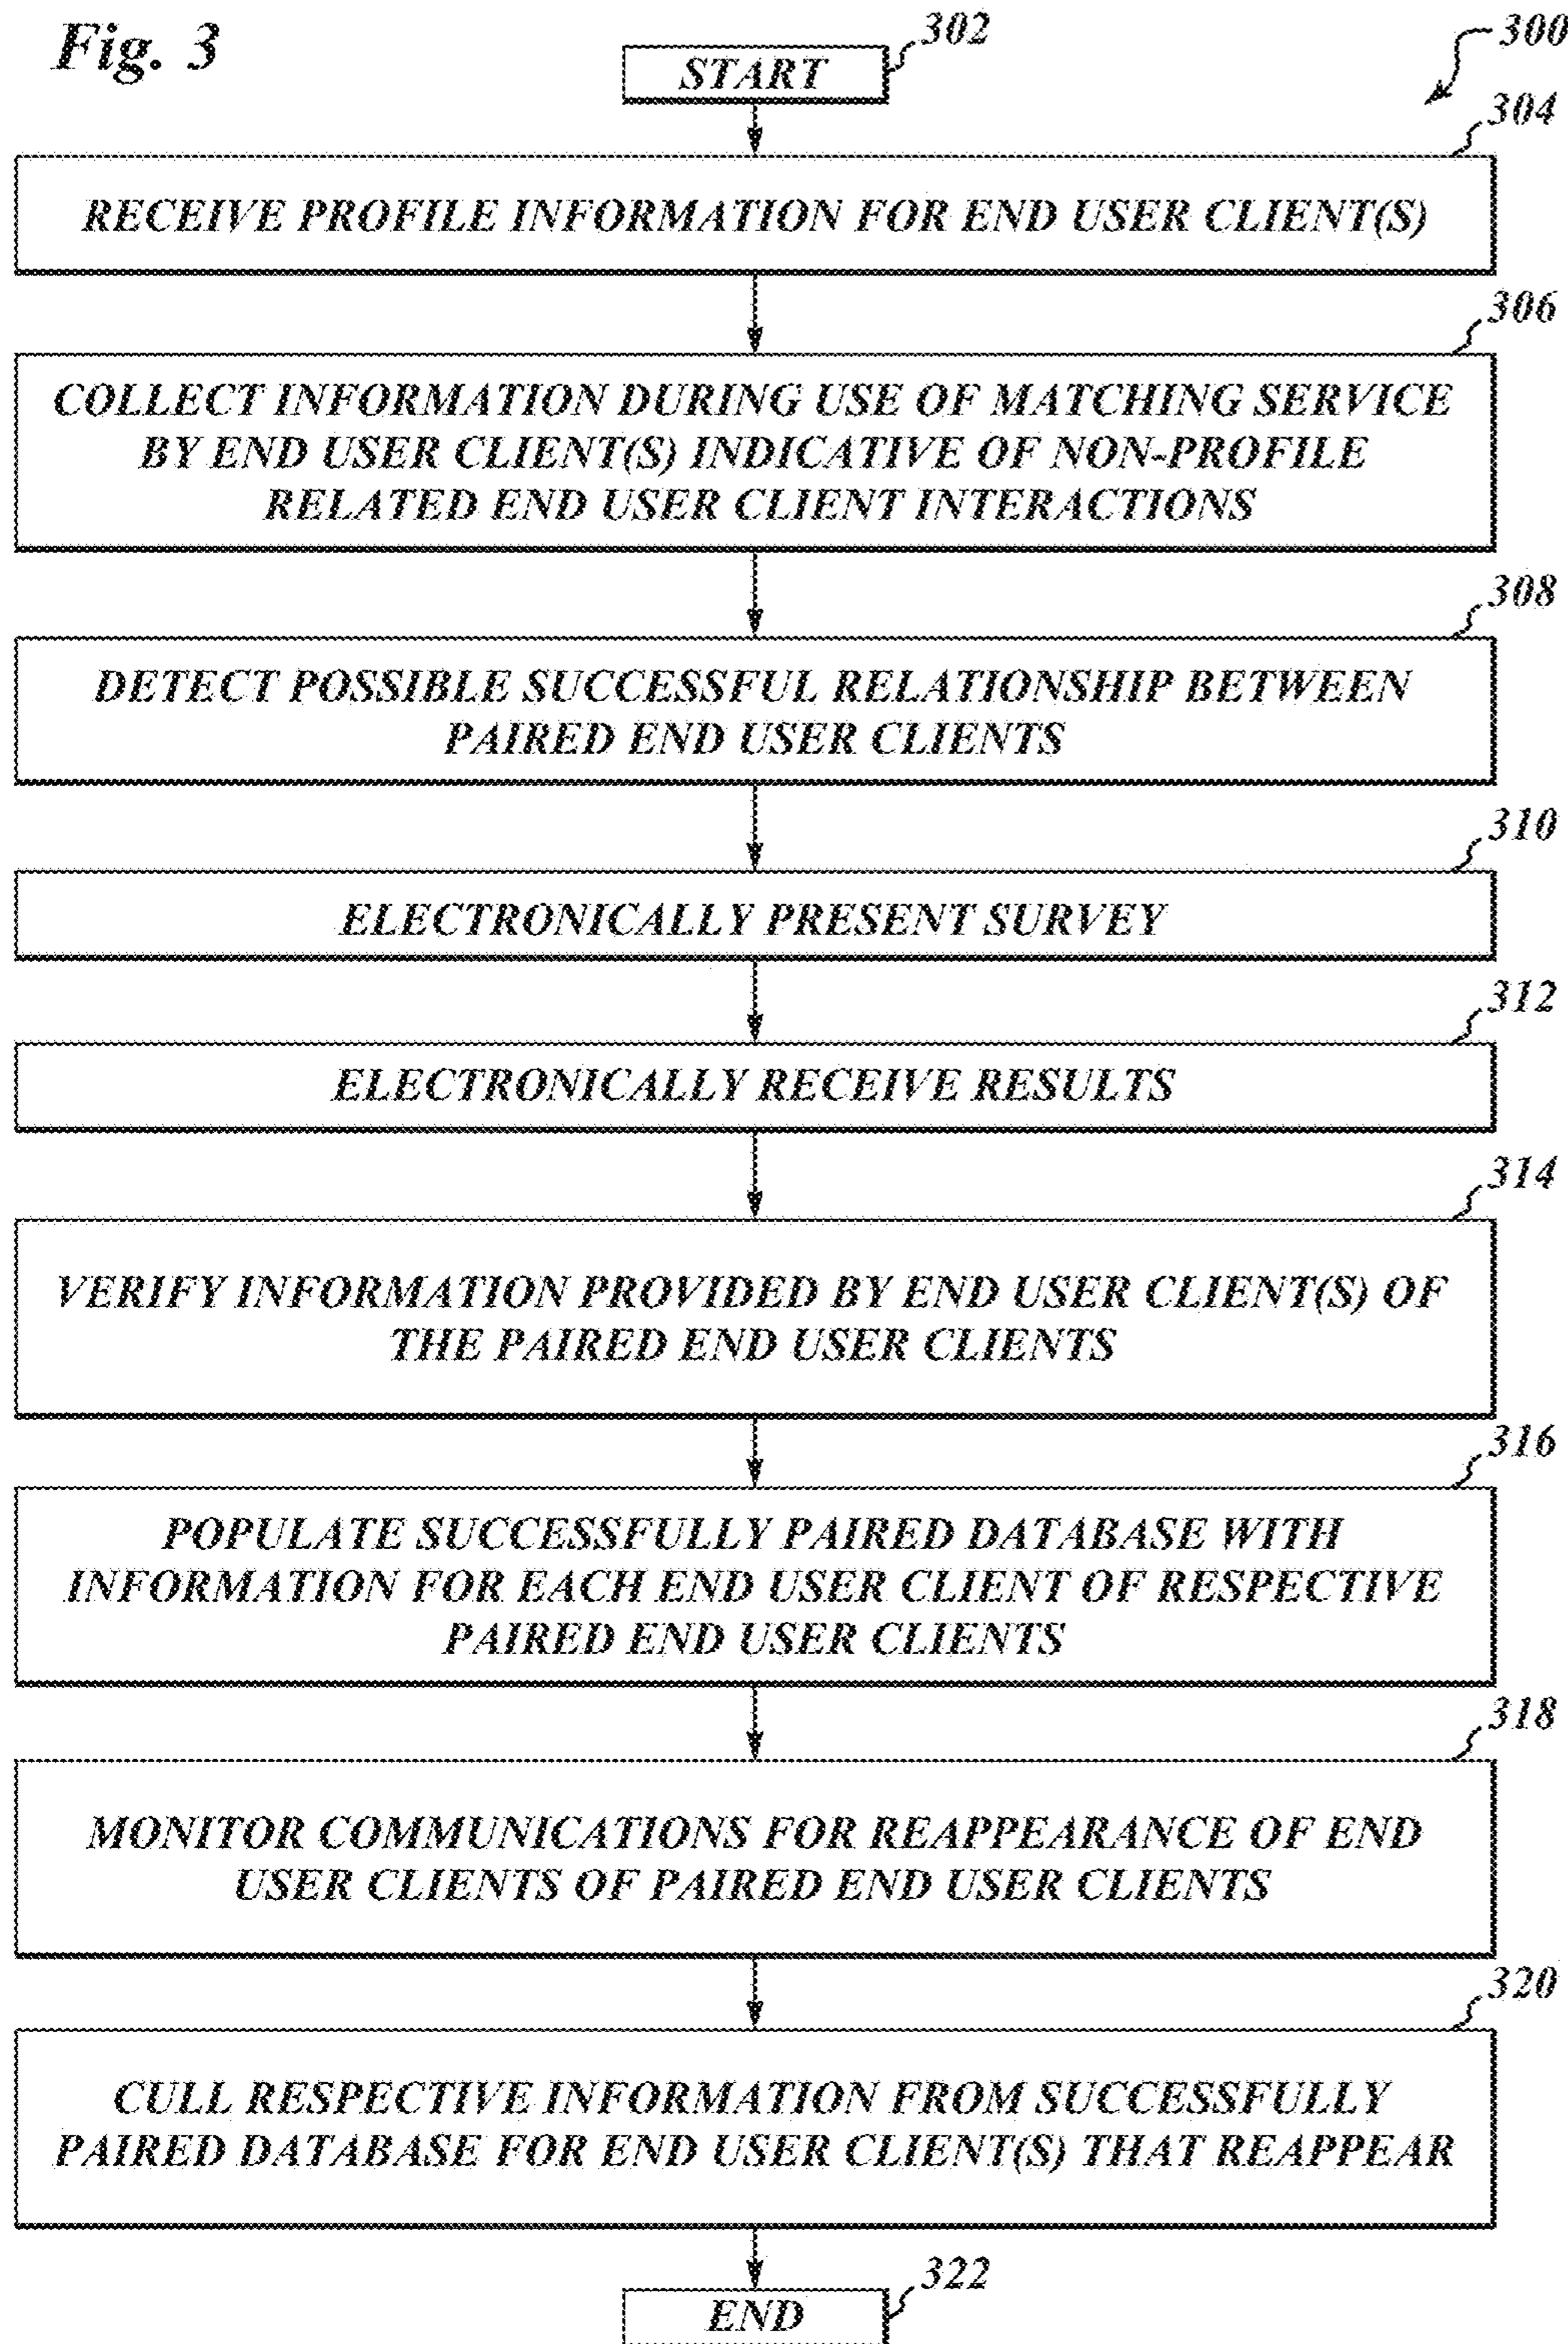 Fig. 3
302
300
START
304
RECEIVE PROFILE INFORMATION FOR END USER CLIENT(S)
306
COLLECT INFORMATION DURING USE OF MATCHING SERVICE
BY END USER CLIENT(S) INDICATIVE OF NON-PROFILE
RELATED END USER CLIENT INTERACTIONS
308
DETECT POSSIBLE SUCCESSFUL RELATIONSHIP BETWEEN
PAIRED END USER CLIENTS
310
ELECTRONICALLY PRESENT SURVEY
312
ELECTRONICALLY RECEIVE RESULTS
314
VERIFY INFORMATION PROVIDED BY END USER CLIENT(S) OF
THE PAIRED END USER CLIENTS
316
POPULATE SUCCESSFULLY PAIRED DATABASE WITH
INFORMATION FOR EACH END USER CLIENT OF RESPECTIVE
PAIRED END USER CLIENTS
318
MONITOR COMMUNICATIONS FOR REAPPEARANCE OF END
USER CLIENTS OF PAIRED END USER CLIENTS
320
CULL RESPECTIVE INFORMATION FROM SUCCESSFULLY
PAIRED DATABASE FOR END USER CLIENT(S) THAT REAPPEAR
322
END